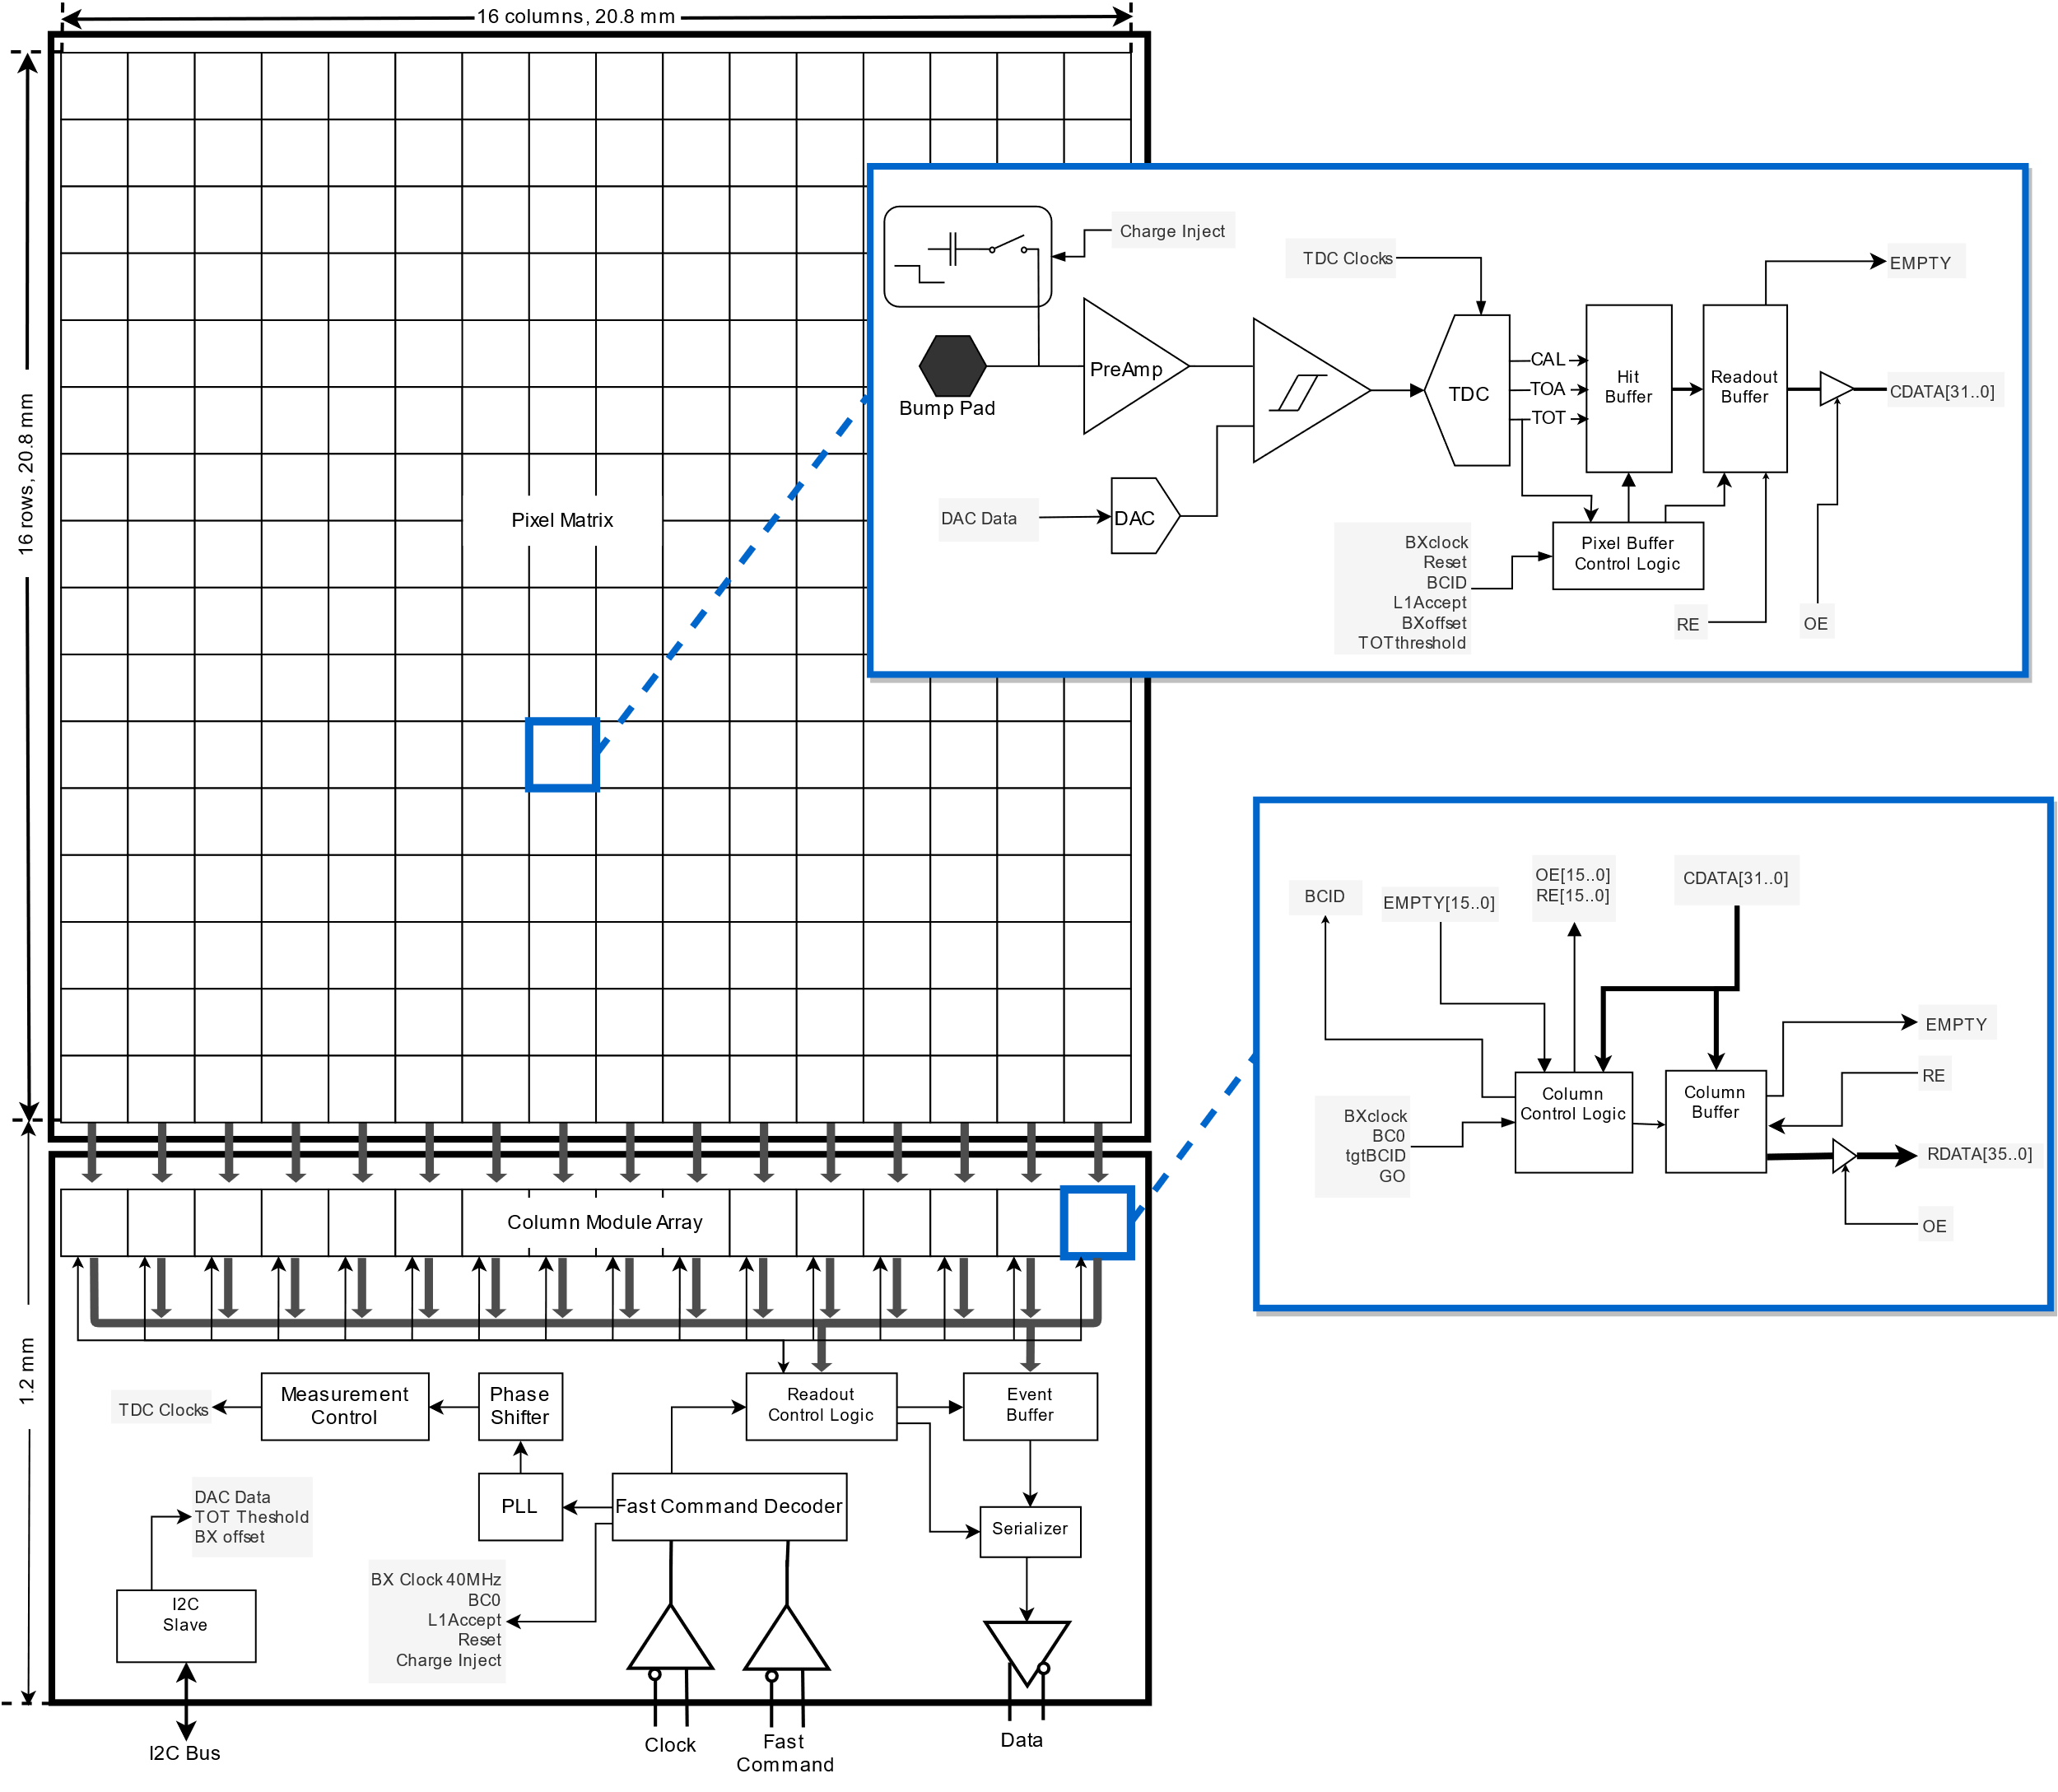 16 columns, 20.8 mm
16 rows, 20.8 mm
Pixel Matrix
Charge Inject
TDC Clocks
EMPTY
PreAmp
Bump Pad
TDC
CAL
TOA
TOT
Hit
Buffer
Readout
Buffer
CDATA[31..0]
DAC Data
DAC
BXclock
Reset
BCID
L1Accept
BXoffset
TOTthreshold
Pixel Buffer
Control Logic
RE
OE
BCID
EMPTY[15..0]
OE[15..0]
RE[15..0]
CDATA[31..0]
EMPTY
RE
Column
Control Logic
Column
Buffer
BXclock
BC0
tgtBCID
GO
RDATA[35..0]
OE
Column Module Array
1.2 mm
TDC Clocks
Measurement
Control
Phase
Shifter
Readout
Control Logic
Event
Buffer
DAC Data
TOT Theshold
BX offset
PLL
Fast Command Decoder
Serializer
BX Clock 40MHz
BC0
L1Accept
Reset
Charge Inject
I2C
Slave
I2C Bus
Clock
Fast
Command
Data